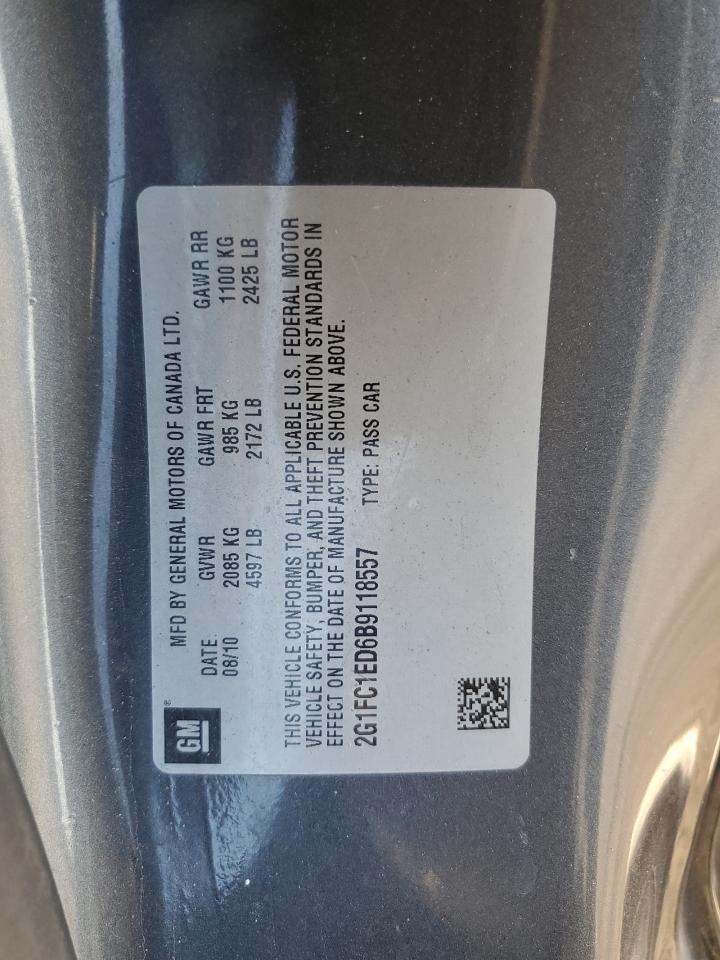 GM®
MFD BY GENERAL MOTORS OF CANADA LTD.
DATE GVWR GAWR FRT GAWR RR
08/10 2085 KG 985 KG 1100 KG
4597 LB 2172 LB 2425 LB
THIS VEHICLE CONFORMS TO ALL APPLICABLE U.S. FEDERAL MOTOR
VEHICLE SAFETY, BUMPER, AND THEFT PREVENTION STANDARDS IN
EFFECT ON THE DATE OF MANUFACTURE SHOWN ABOVE.
2G1FC1ED6B9118557 TYPE: PASS CAR